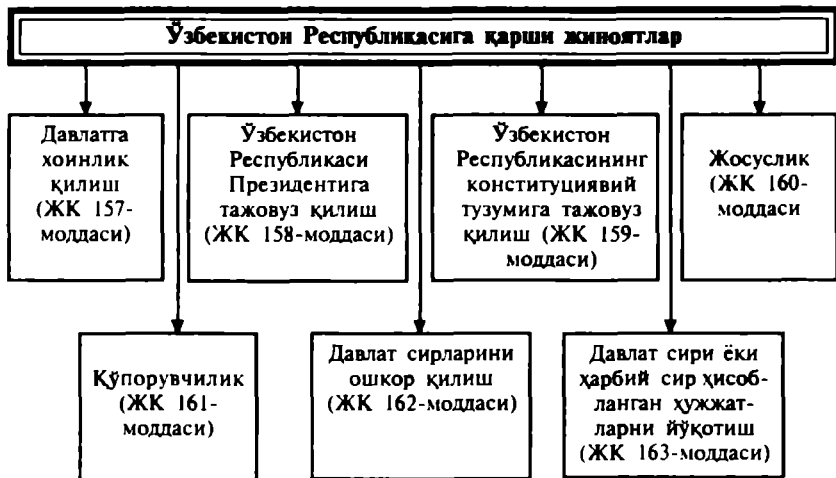 Ўзбекистон Республикасига қарши жиноятлар
Давлатга
хоинлик
қилиш
(ЖК 157-
моддаси)
Ўзбекистон
Республикаси
Президентига
тажовуз қилиш
(ЖК 158-моддаси)
Ўзбекистон
Республикасининг
конституциявий
тузумига тажовуз
қилиш (ЖК 159-
моддаси)
Жосуслик
(ЖК 160-
моддаси
Қўпорувчилик
(ЖК 161-
моддаси)
Давлат сирларини
ошкор қилиш
(ЖК 162-моддаси)
Давлат сири ёки
ҳарбий сир ҳисоб-
ланган ҳужжат-
ларни йўқотиш
(ЖК 163-моддаси)